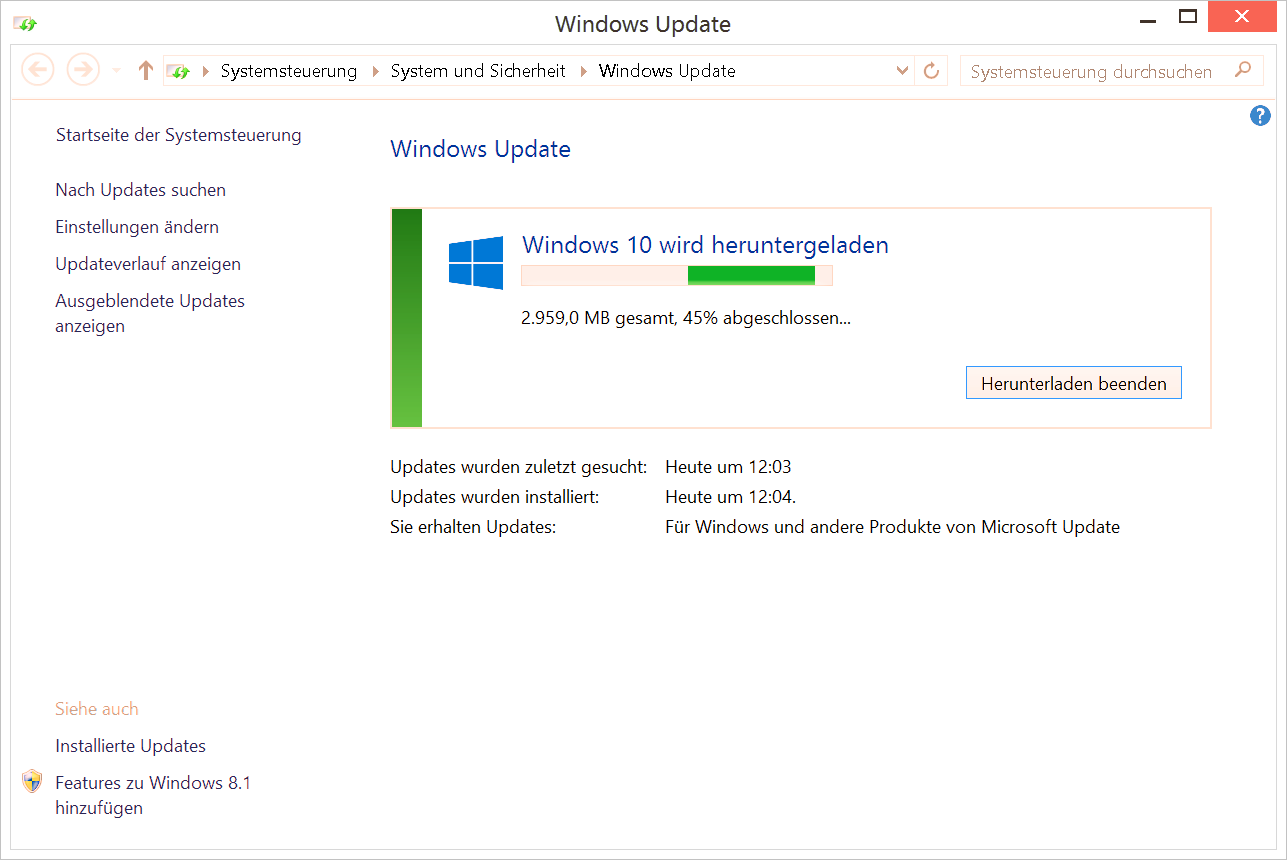 Windows Update
Systemsteuerung
System und Sicherheit
Windows Update
Systemsteuerung durchsuchen
?
Startseite der Systemsteuerung
Nach Updates suchen
Einstellungen ändern
Updateverlauf anzeigen
Ausgeblendete Updates
anzeigen
Windows Update
Windows 10 wird heruntergeladen
2.959,0 MB gesamt, 45% abgeschlossen...
Herunterladen beenden
Updates wurden zuletzt gesucht: Heute um 12:03
Updates wurden installiert: Heute um 12:04.
Sie erhalten Updates: Für Windows und andere Produkte von Microsoft Update
Siehe auch
Installierte Updates
Features zu Windows 8.1
hinzufügen